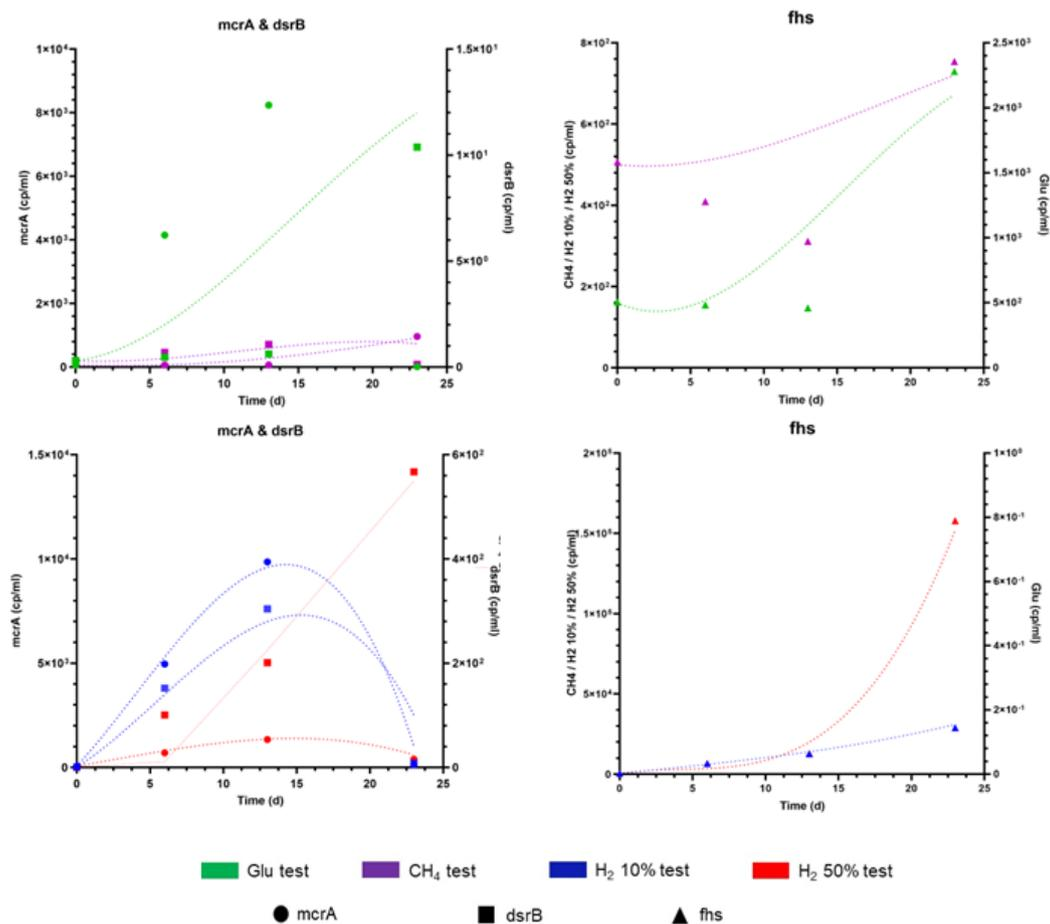 mcrA & dsrB
mcrA (cp/ml)
1×10⁴
8×10³
6×10³
4×10³
2×10³
0
0
5
10
15
20
25
Time (d)
1.5×10¹
1×10¹
5×10⁰
0
dsrB (cp/ml)
fhs
CH4 / H2 10% / H2 50% (cp/ml)
8×10²
6×10²
4×10²
2×10²
0
0
5
10
15
20
25
Time (d)
2.5×10³
2×10³
1.5×10³
1×10³
5×10²
0
Glu (cp/ml)
mcrA & dsrB
mcrA (cp/ml)
1.5×10⁴
1×10⁴
5×10³
0
0
5
10
15
20
25
Time (d)
6×10²
4×10²
2×10²
0
dsrB (cp/ml)
fhs
CH4 / H2 10% / H2 50% (cp/ml)
1×10⁵
5×10⁴
0
0
5
10
15
20
25
Time (d)
1×10⁰
8×10⁻¹
6×10⁻¹
4×10⁻¹
2×10⁻¹
0
Glu (cp/ml)
Glu test
CH₄ test
H₂ 10% test
H₂ 50% test
mcrA
dsrB
fhs